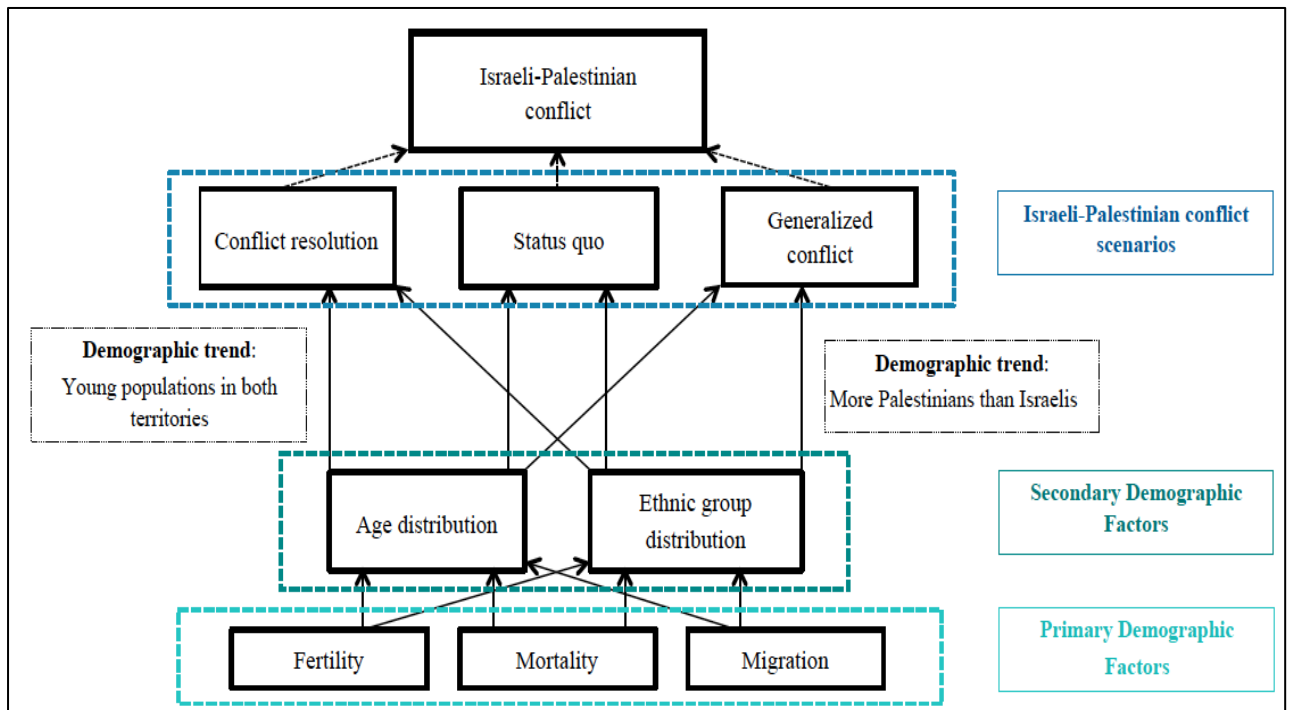 Israeli-Palestinian
conflict
Conflict resolution
Status quo
Generalized
conflict
Israeli-Palestinian conflict
scenarios
Demographic trend:
Young populations in both
territories
Demographic trend:
More Palestinians than Israelis
Age distribution
Ethnic group
distribution
Secondary Demographic
Factors
Fertility
Mortality
Migration
Primary Demographic
Factors